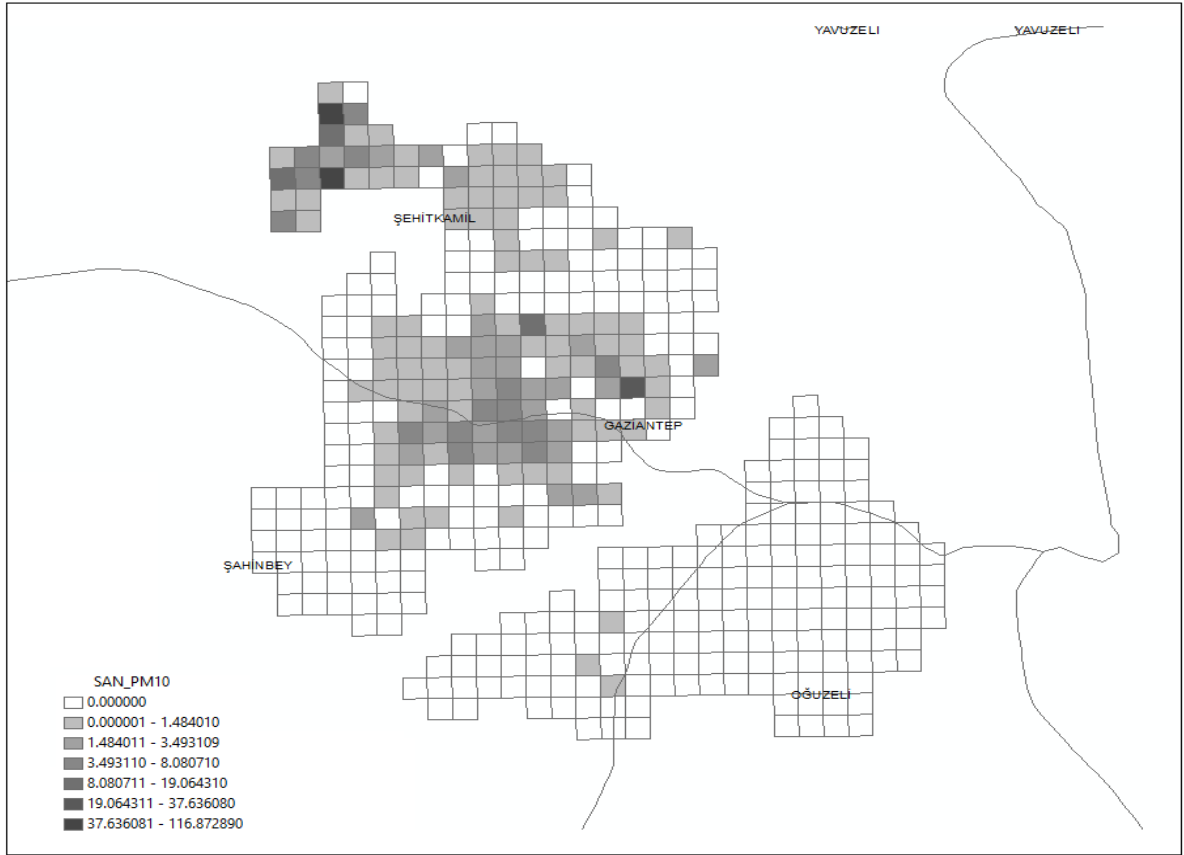 YAVUZELI
YAVUZELI
ŞEHİTKAMİL
GAZİANTEP
ŞAHİNBEY
OĞUZELİ
SAN_PM10
0.000000
0.000001 - 1.484010
1.484011 - 3.493109
3.493110 - 8.080710
8.080711 - 19.064310
19.064311 - 37.636080
37.636081 - 116.872890